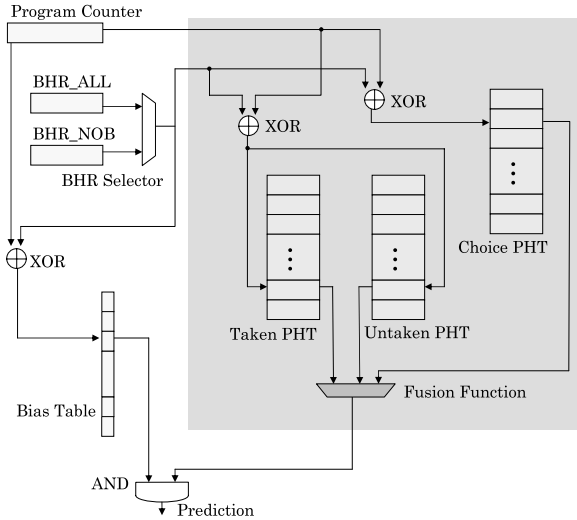 Program Counter
BHR_ALL
BHR_NOB
BHR Selector
XOR
XOR
XOR
Choice PHT
Taken PHT
Untaken PHT
Bias Table
Fusion Function
AND
Prediction